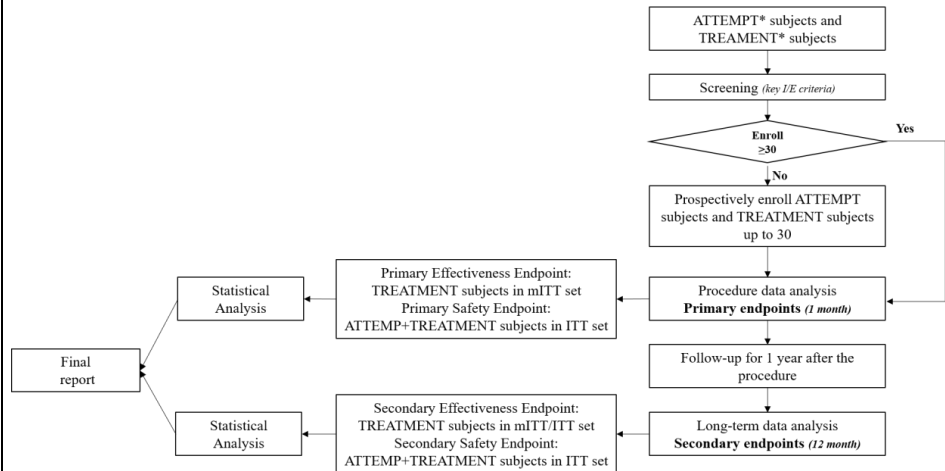 ATTEMPT* subjects and
TREAMENT* subjects
Screening (key I/E criteria)
Enroll
≥30
Yes
No
Prospectively enroll ATTEMPT
subjects and TREATMENT subjects
up to 30
Procedure data analysis
Primary endpoints (1 month)
Primary Effectiveness Endpoint:
TREATMENT subjects in mITT set
Primary Safety Endpoint:
ATTEMP+TREATMENT subjects in ITT set
Statistical
Analysis
Final
report
Follow-up for 1 year after the
procedure
Long-term data analysis
Secondary endpoints (12 month)
Secondary Effectiveness Endpoint:
TREATMENT subjects in mITT/ITT set
Secondary Safety Endpoint:
ATTEMP+TREATMENT subjects in ITT set
Statistical
Analysis